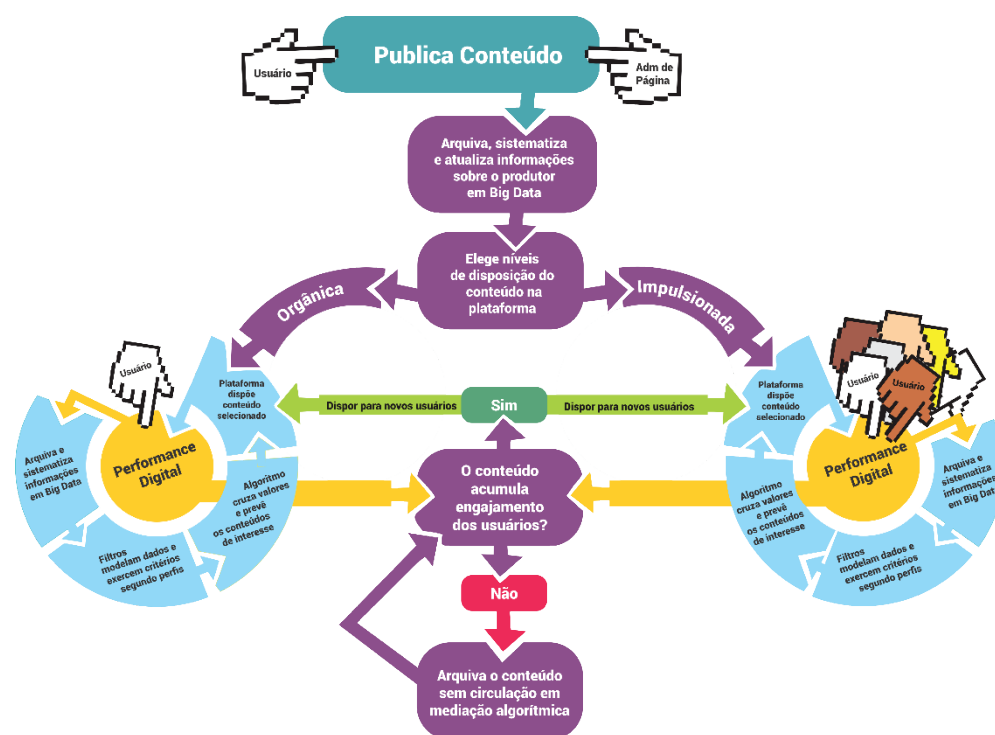 Publica Conteúdo
Usuário
Adm de
Página
Arquiva, sistematiza
e atualiza informações
sobre o produtor
em Big Data
Elege níveis
de disposição do
conteúdo na
plataforma
Orgânica
Impulsionada
Usuário
Plataforma
dispõe
conteúdo
selecionado
Performance
Digital
Arquiva e
sistematiza
informações
em Big Data
Filtros
modelam dados e
exercem critérios
segundo perfis
Algoritmo
cruza valores
e prevê
os conteúdos
de interesse
Dispor para novos usuários
Sim
Dispor para novos usuários
O conteúdo
acumula
engajamento
dos usuários?
Não
Arquiva o conteúdo
sem circulação em
mediação algorítmica
Usuário
Usuário
Plataforma
dispõe
conteúdo
selecionado
Performance
Digital
Arquiva e
sistematiza
informações
em Big Data
Algoritmo
cruza valores
e prevê
os conteúdos
de interesse
Filtros
modelam dados e
exercem critérios
segundo perfis